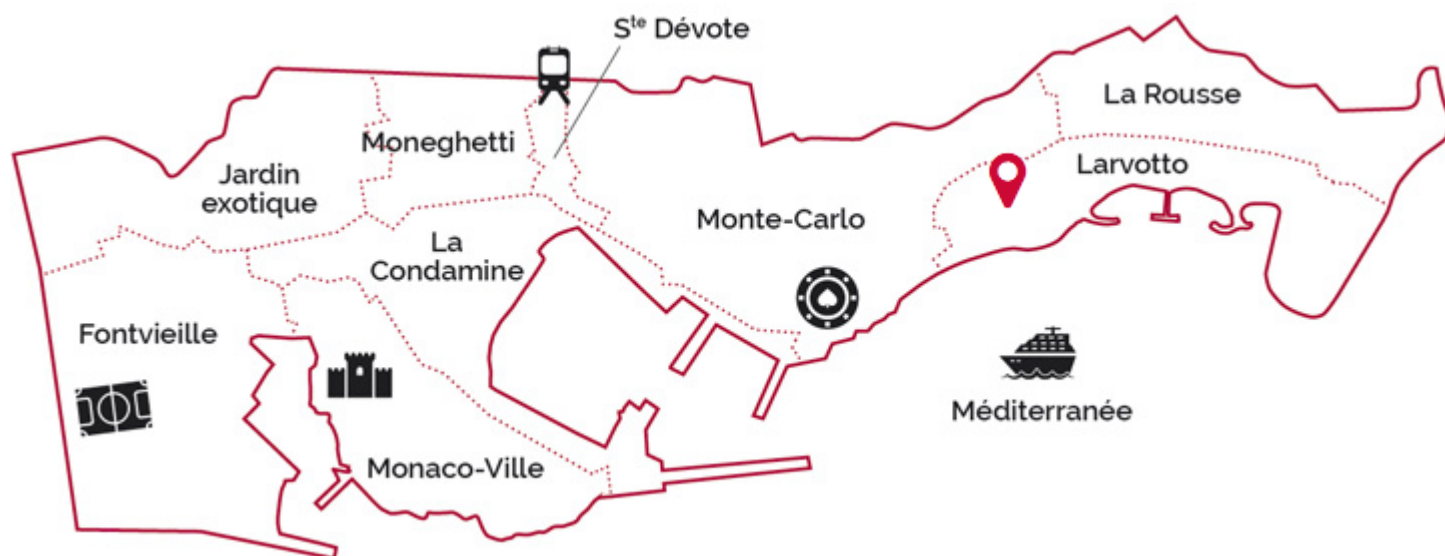 Sᵗᵉ Dévote
La Rousse
Moneghetti
Larvotto
Jardin
exotique
Monte-Carlo
La
Condamine
Fontvieille
Méditerranée
Monaco-Ville